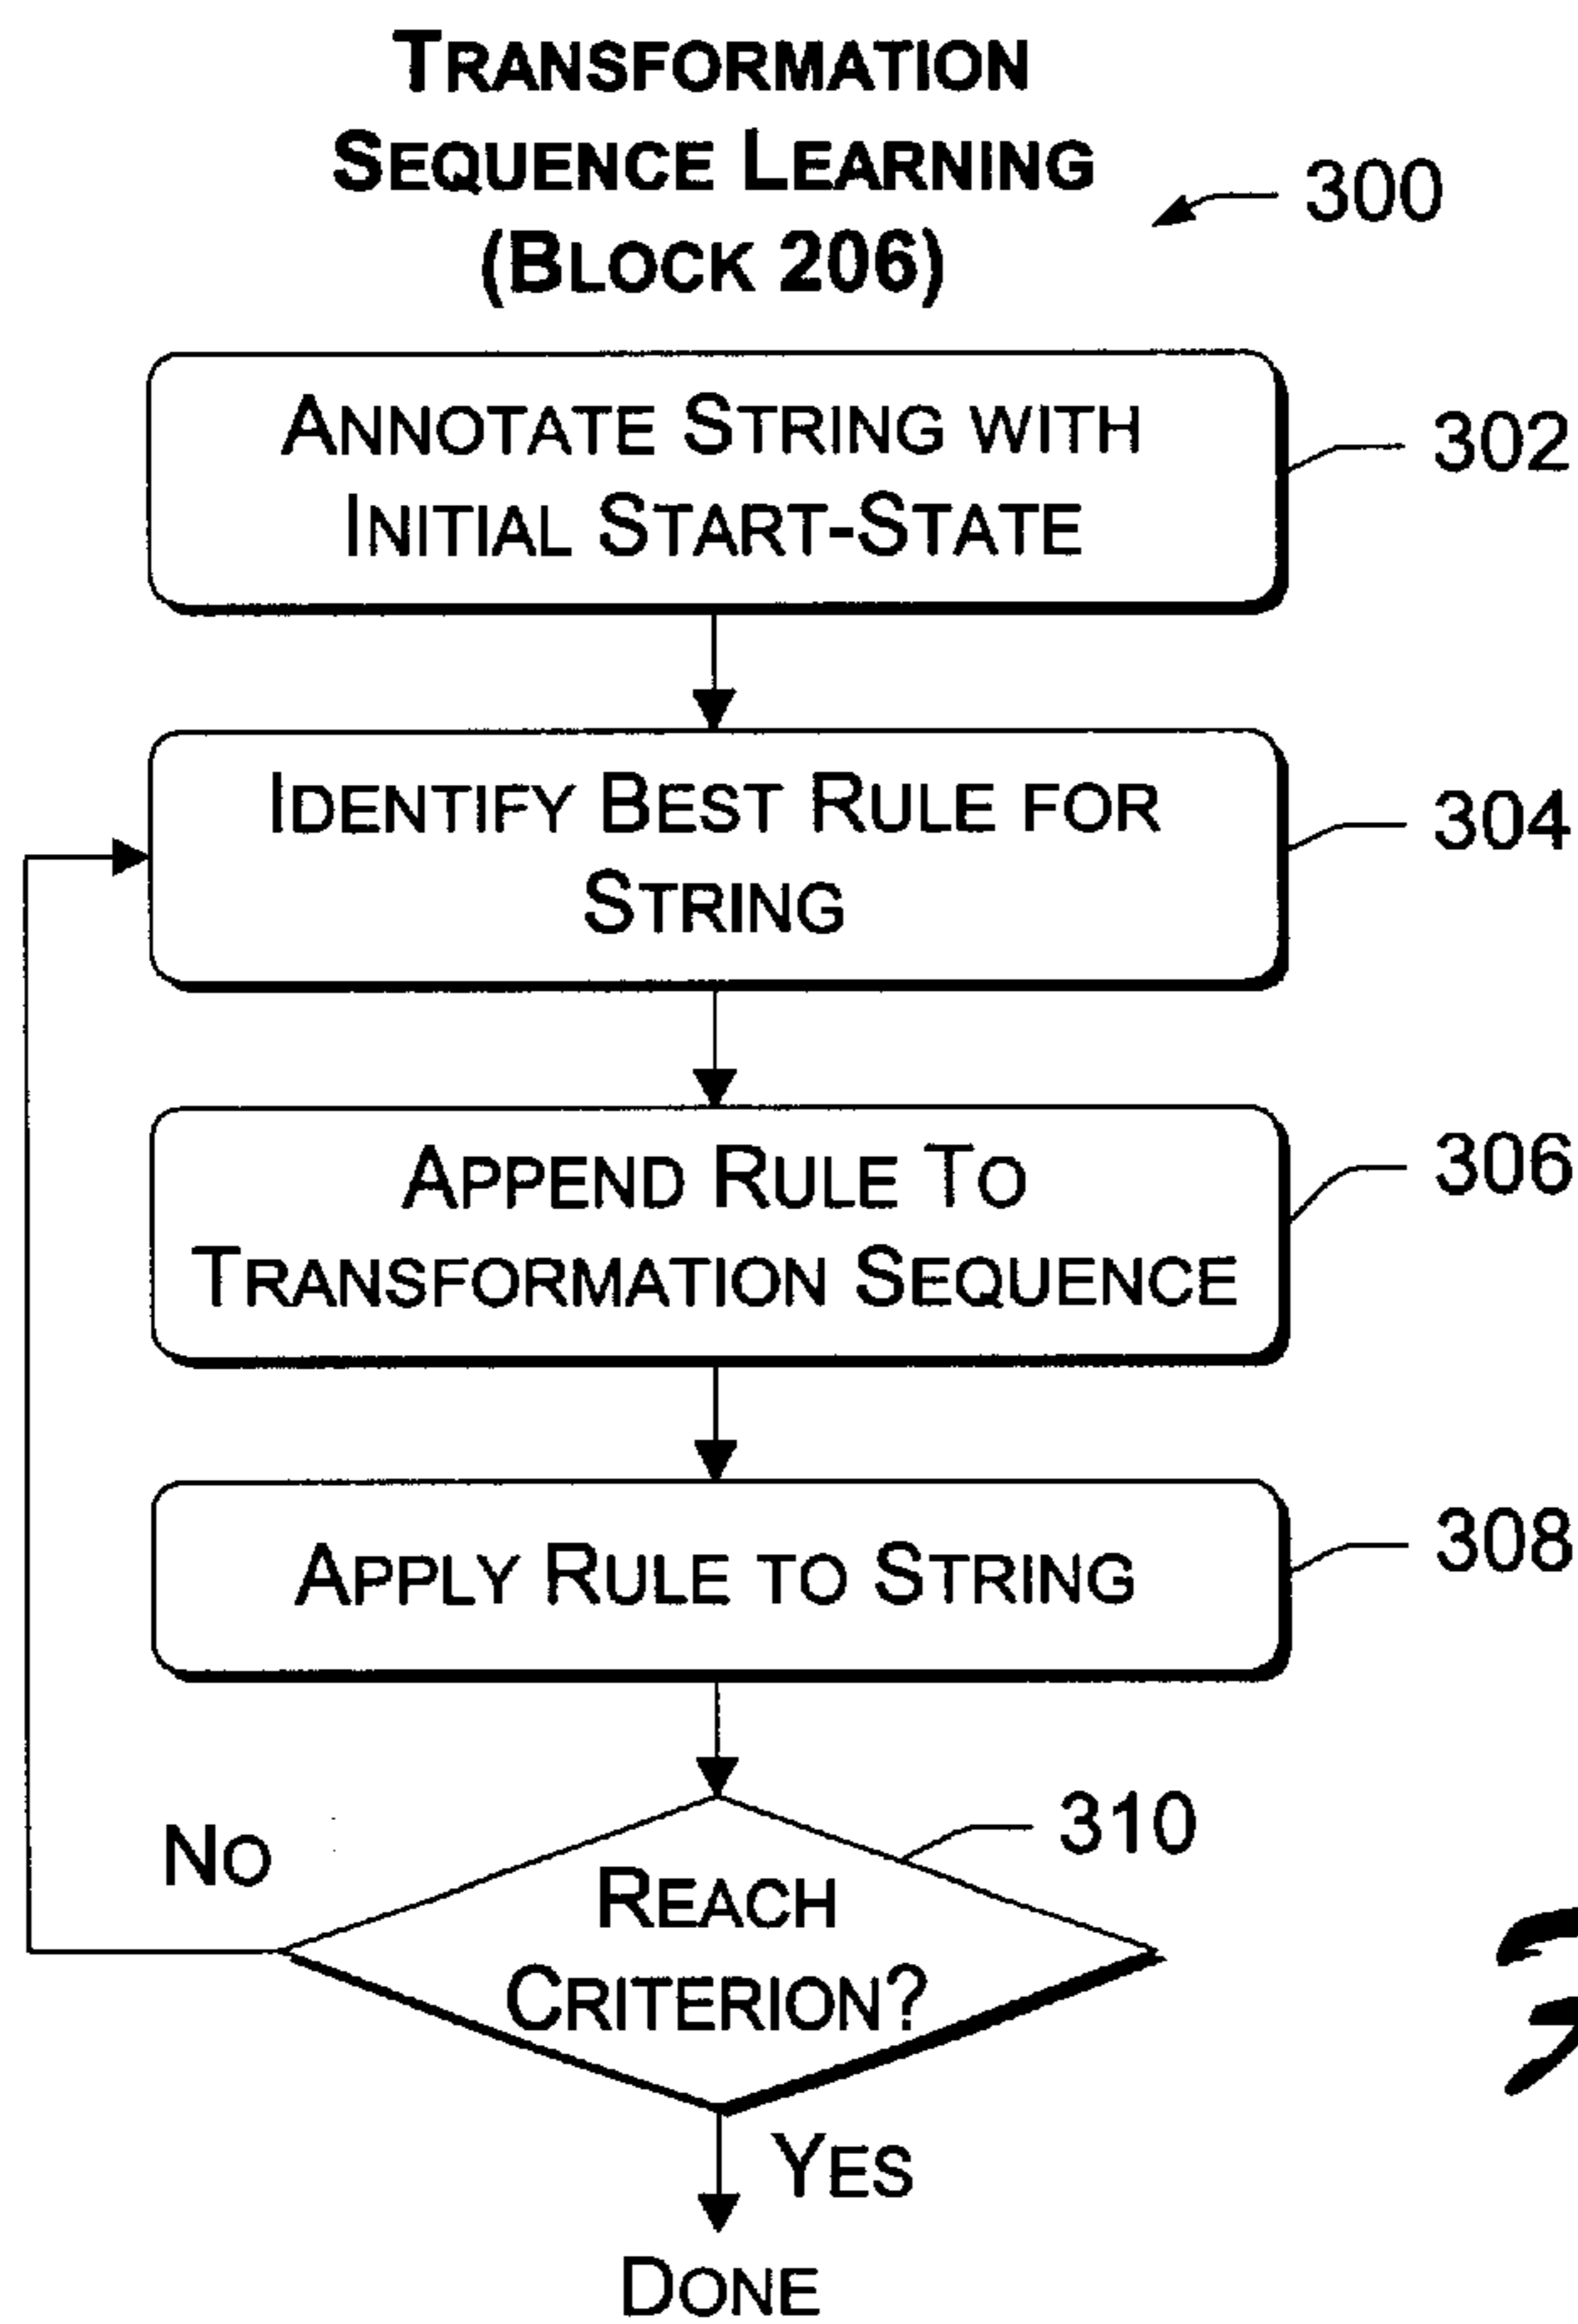 TRANSFORMATION
SEQUENCE LEARNING
(BLOCK 206)
300
ANNOTATE STRING WITH
INITIAL START-STATE
302
IDENTIFY BEST RULE FOR
STRING
304
APPEND RULE TO
TRANSFORMATION SEQUENCE
306
APPLY RULE TO STRING
308
NO
REACH
CRITERION?
310
YES
DONE